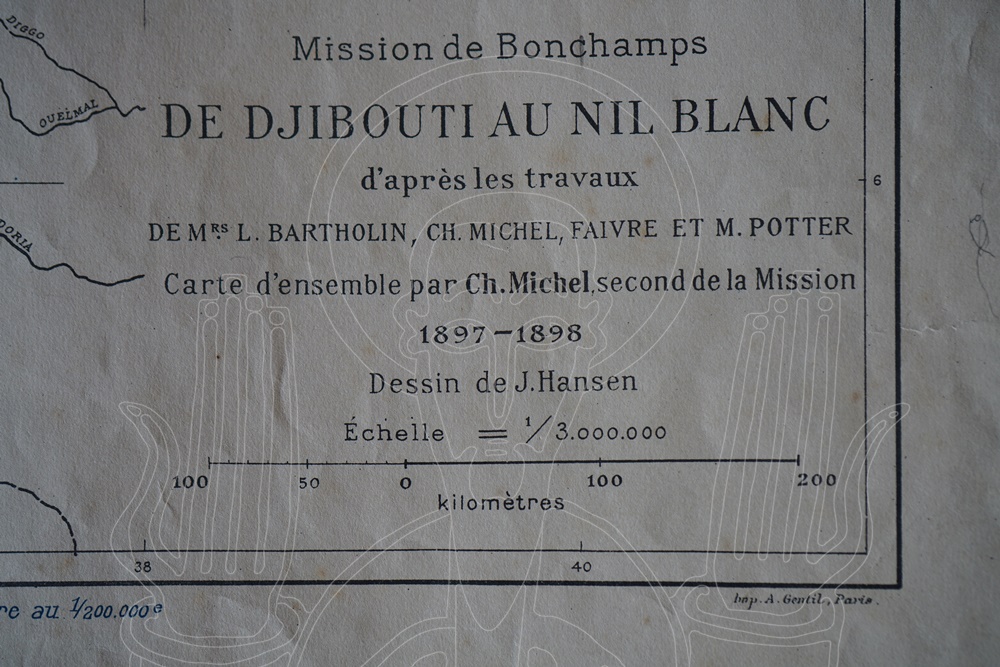 DIGGO
OUELMAL
DORIA
Mission de Bonchamps
DE DJIBOUTI AU NIL BLANC
d'après les travaux
DE MRS L. BARTHOLIN, CH. MICHEL, FAIVRE ET M. POTTER
Carte d'ensemble par Ch. Michel, second de la Mission
1897-1898
Dessin de J. Hansen
Échelle = 1/3.000.000
100 50 0 100 200
kilomètres
6
38 40
re au 1/200.000e
Imp. A. Gentil, Paris.